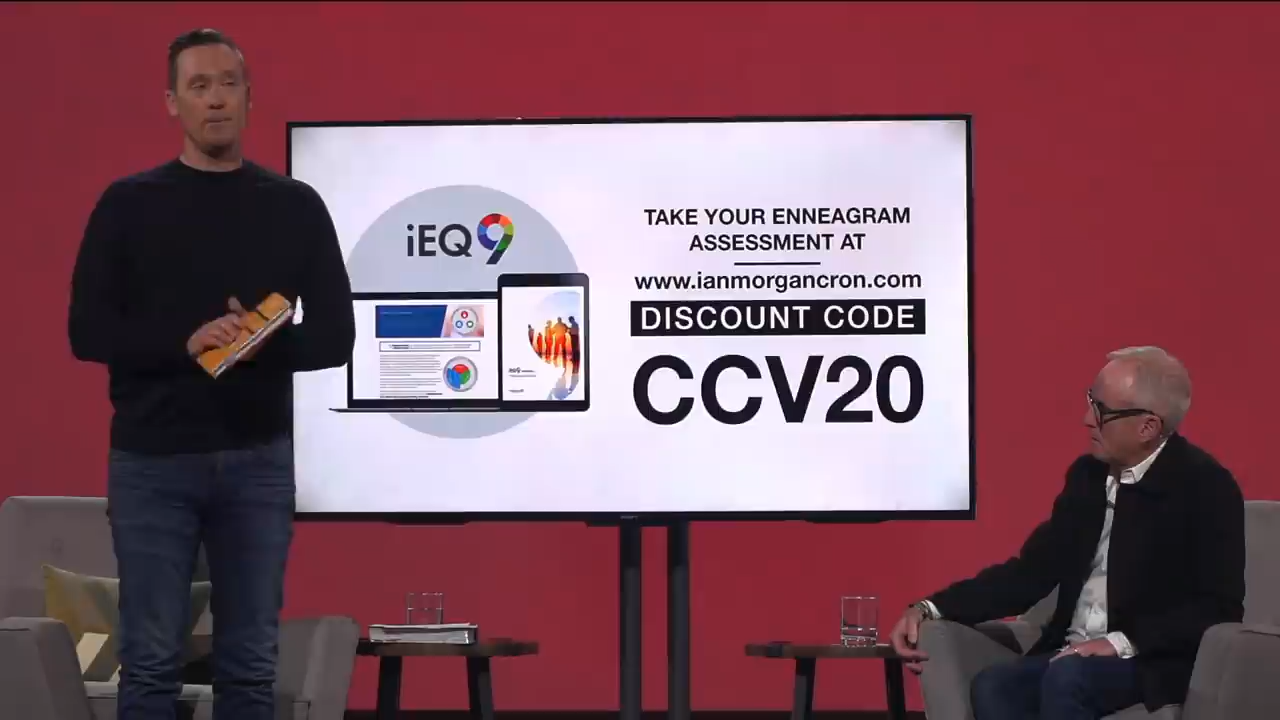 iEQ9
TAKE YOUR ENNEAGRAM
ASSESSMENT AT
www.ianmorgancron.com
DISCOUNT CODE
CCV20